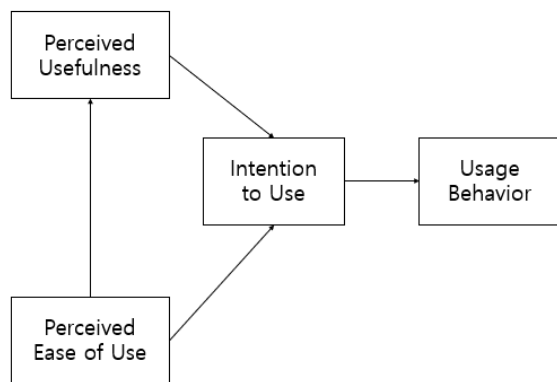 Perceived
Usefulness
Intention
to Use
Usage
Behavior
Perceived
Ease of Use